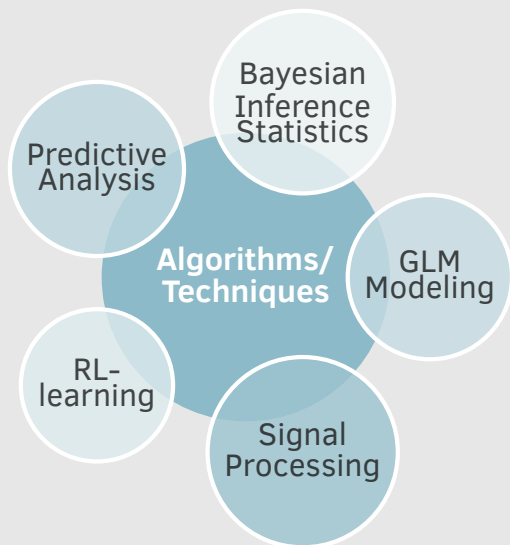 Bayesian
Inference
Statistics
Predictive
Analysis
Algorithms/
Techniques
GLM
Modeling
RL-
learning
Signal
Processing